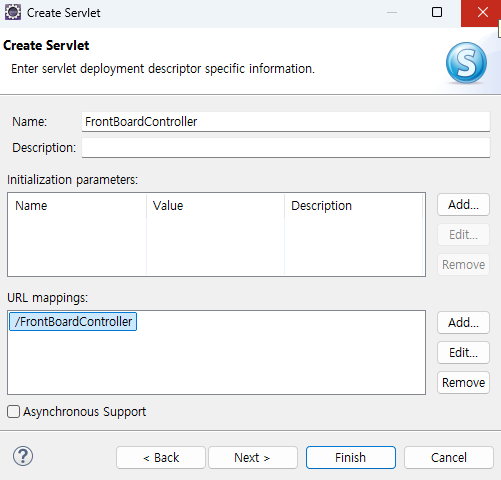 Create Servlet
Create Servlet
Enter servlet deployment descriptor specific information.
S
Name: FrontBoardController
Description:
Initialization parameters:
Name Value Description
Add...
Edit...
Remove
URL mappings:
/FrontBoardController
Add...
Edit...
Remove
Asynchronous Support
? < Back Next > Finish Cancel